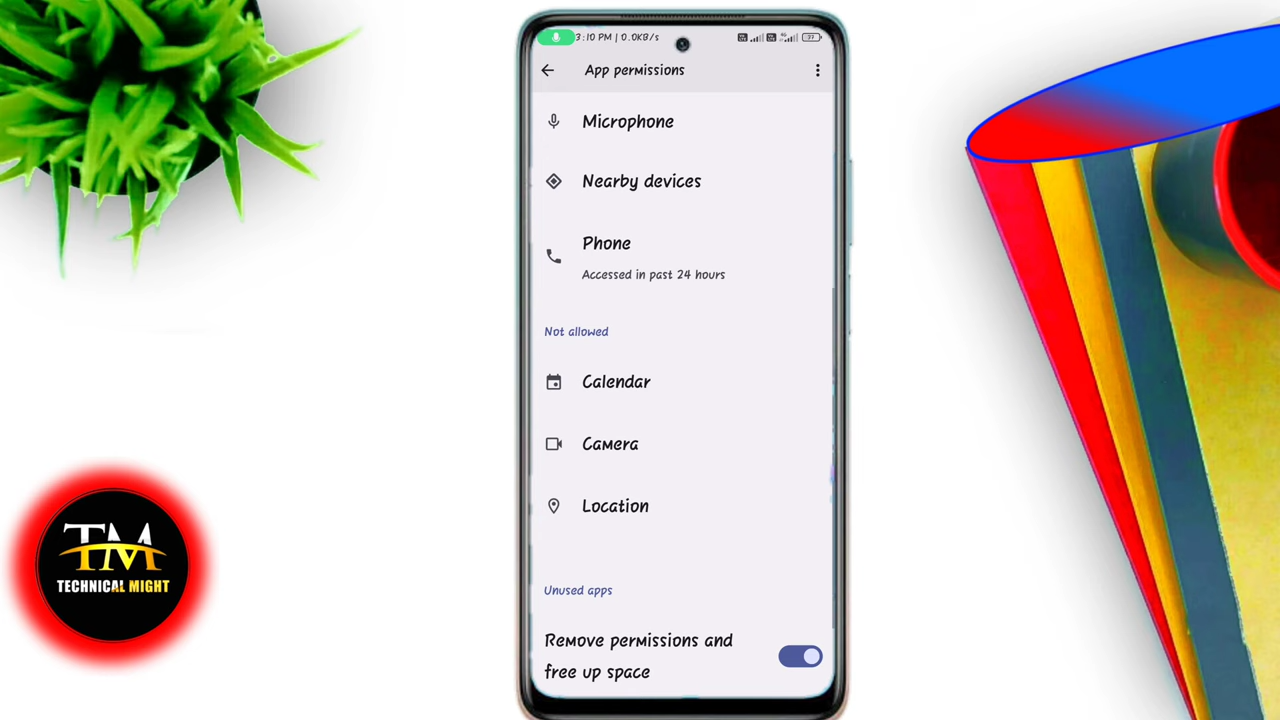 3:10 PM | 0.0KB/s
27
App permissions
Microphone
Nearby devices
Phone
Accessed in past 24 hours
Not allowed
Calendar
Camera
Location
Unused apps
Remove permissions and
free up space
TM
TECHNICAL MIGHT